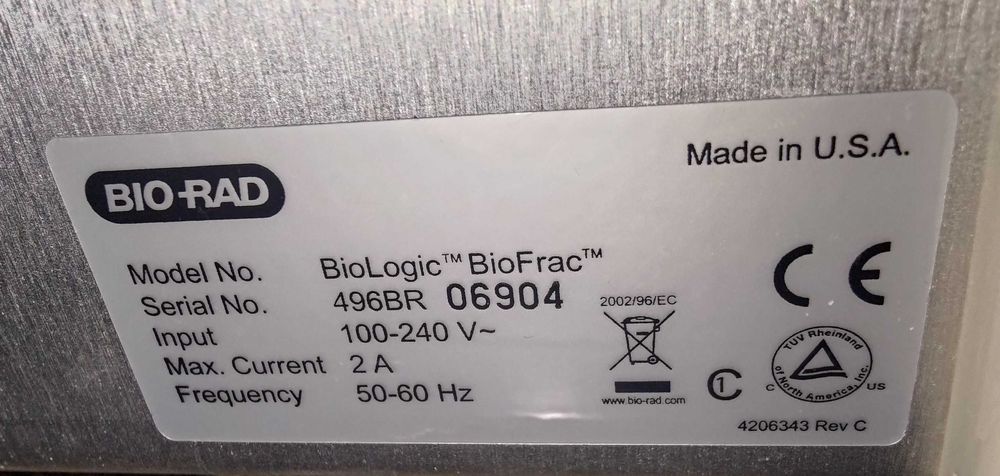 Made in U.S.A.
BIO-RAD
Model No. BioLogic™ BioFrac™
Serial No. 496BR 06904
Input 100-240 V~
Max. Current 2 A
Frequency 50-60 Hz
2002/96/EC
www.bio-rad.com
CE
C1
TUV Rheinland
of North America, Inc.
C US
4206343 Rev C